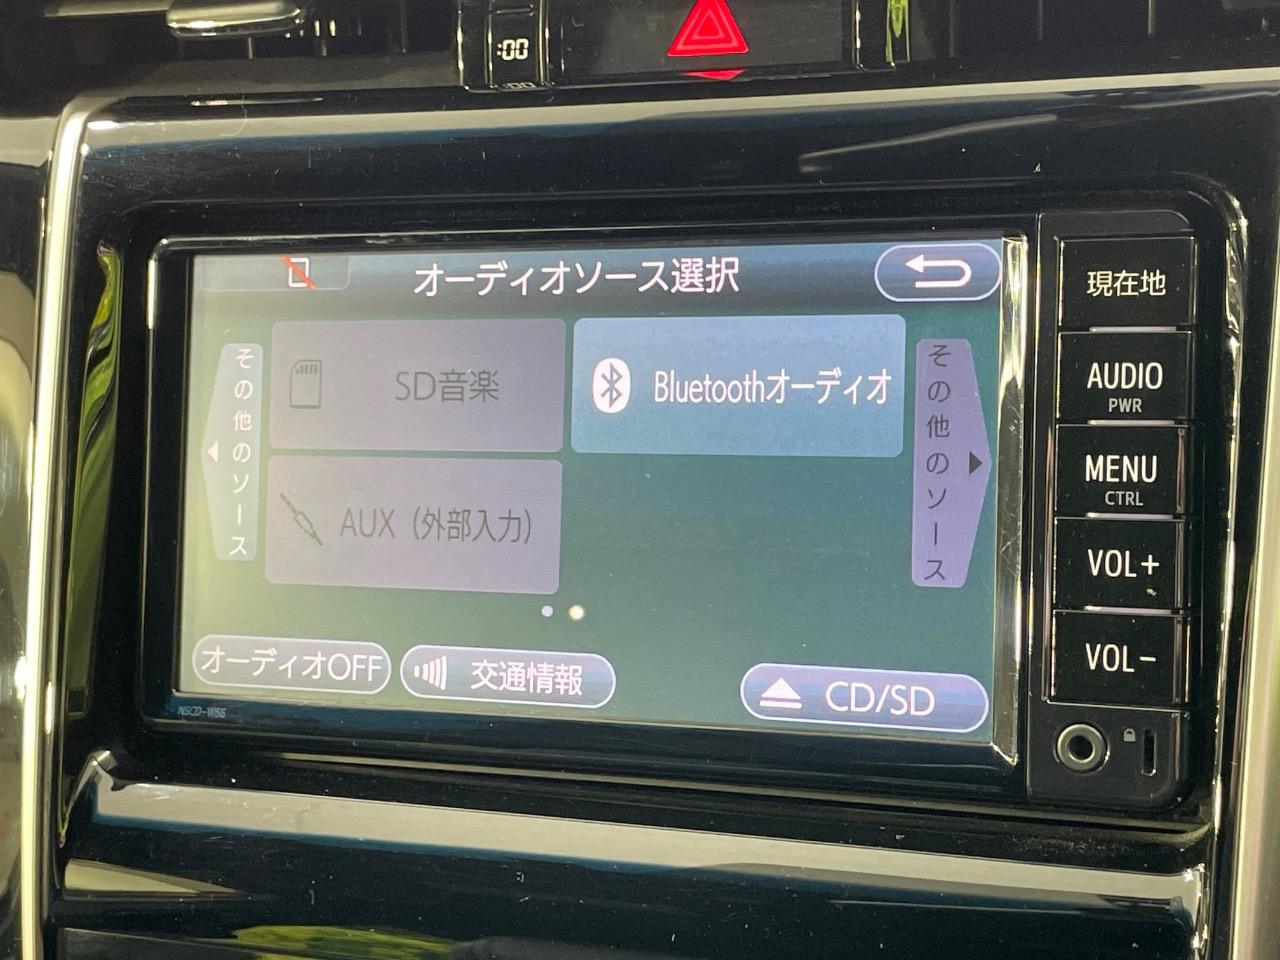 :00
オーディオソース選択
その他のソース
SD音楽
Bluetoothオーディオ
AUX（外部入力）
その他のソース
オーディオOFF
交通情報
CD/SD
NSCD-W66
現在地
AUDIO
PWR
MENU
CTRL
VOL+
VOL-